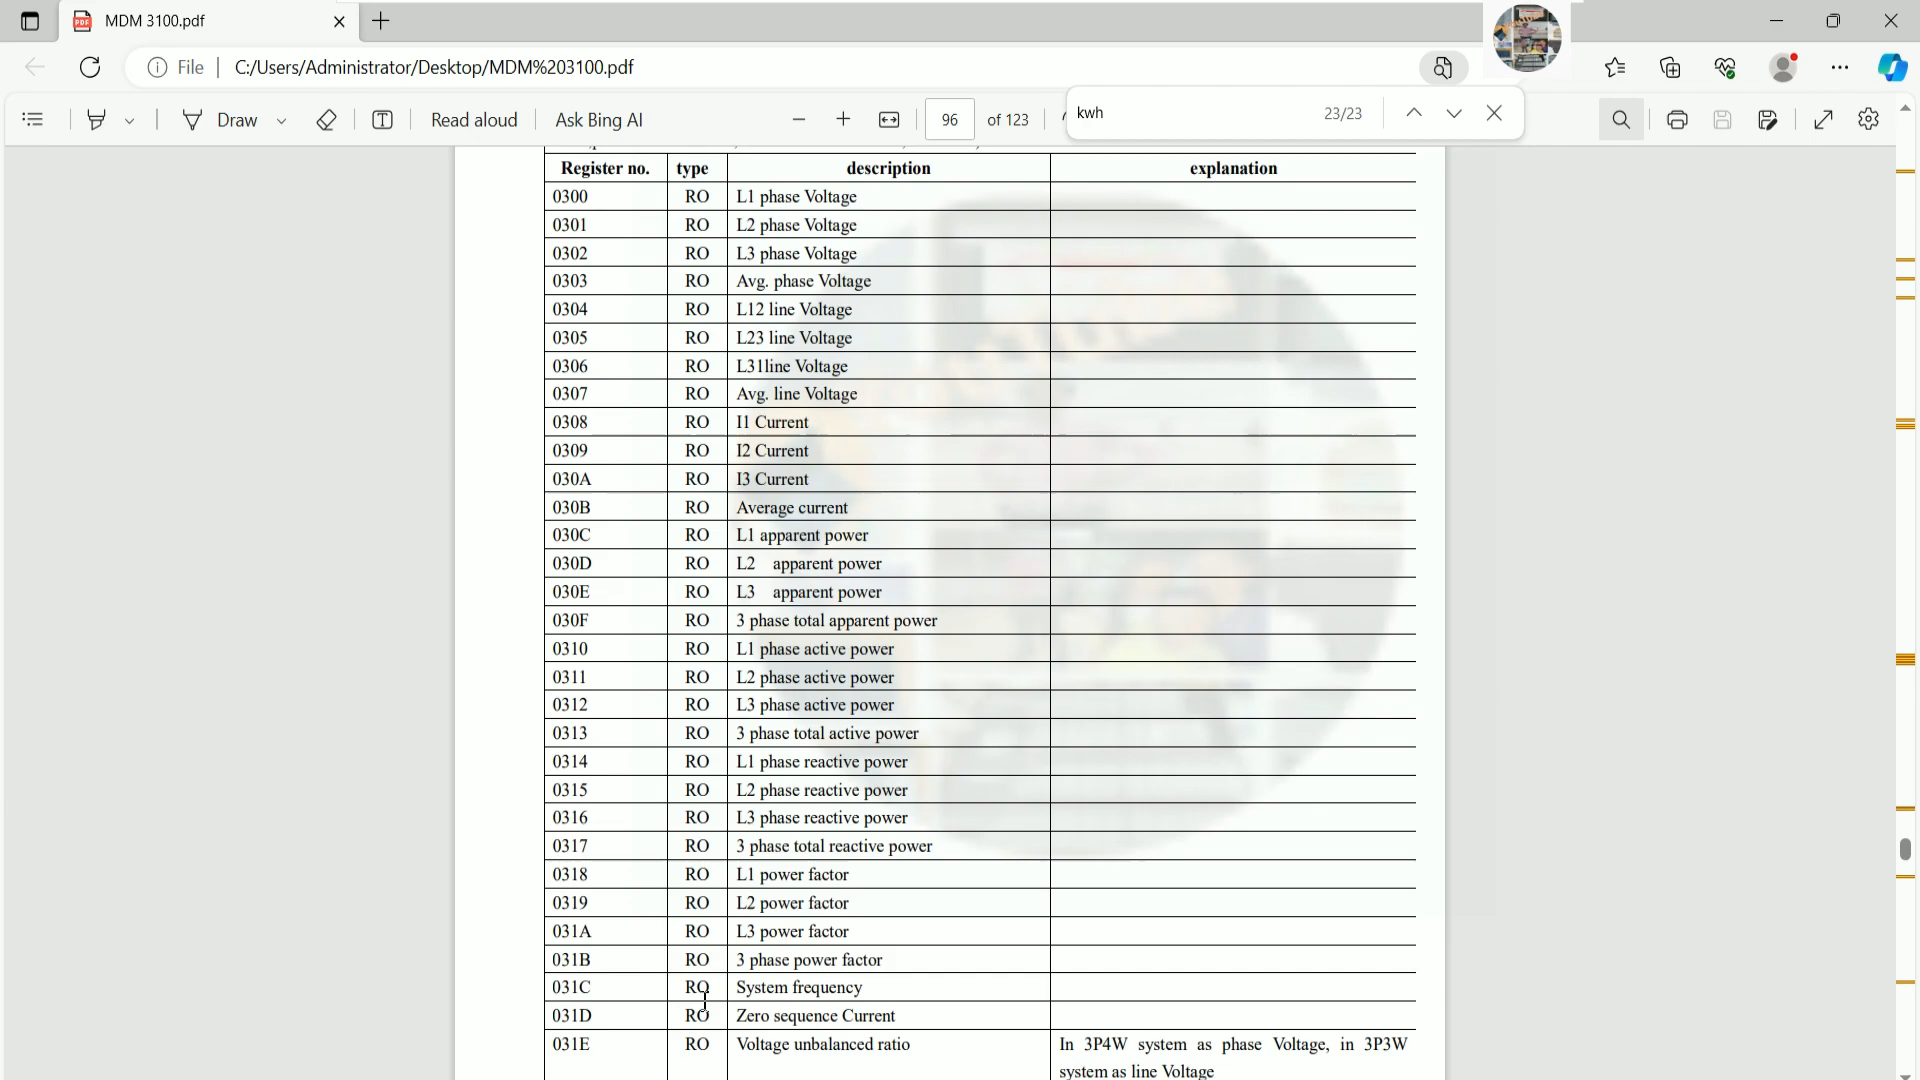 MDM 3100.pdf
File
C:/Users/Administrator/Desktop/MDM%203100.pdf
Draw
Read aloud
Ask Bing AI
96 of 123
kwh 23/23
Register no. type description explanation
0300 RO L1 phase Voltage
0301 RO L2 phase Voltage
0302 RO L3 phase Voltage
0303 RO Avg. phase Voltage
0304 RO L12 line Voltage
0305 RO L23 line Voltage
0306 RO L31line Voltage
0307 RO Avg. line Voltage
0308 RO I1 Current
0309 RO I2 Current
030A RO I3 Current
030B RO Average current
030C RO L1 apparent power
030D RO L2 apparent power
030E RO L3 apparent power
030F RO 3 phase total apparent power
0310 RO L1 phase active power
0311 RO L2 phase active power
0312 RO L3 phase active power
0313 RO 3 phase total active power
0314 RO L1 phase reactive power
0315 RO L2 phase reactive power
0316 RO L3 phase reactive power
0317 RO 3 phase total reactive power
0318 RO L1 power factor
0319 RO L2 power factor
031A RO L3 power factor
031B RO 3 phase power factor
031C RO System frequency
031D RO Zero sequence Current
031E RO Voltage unbalanced ratio In 3P4W system as phase Voltage, in 3P3W
system as line Voltage